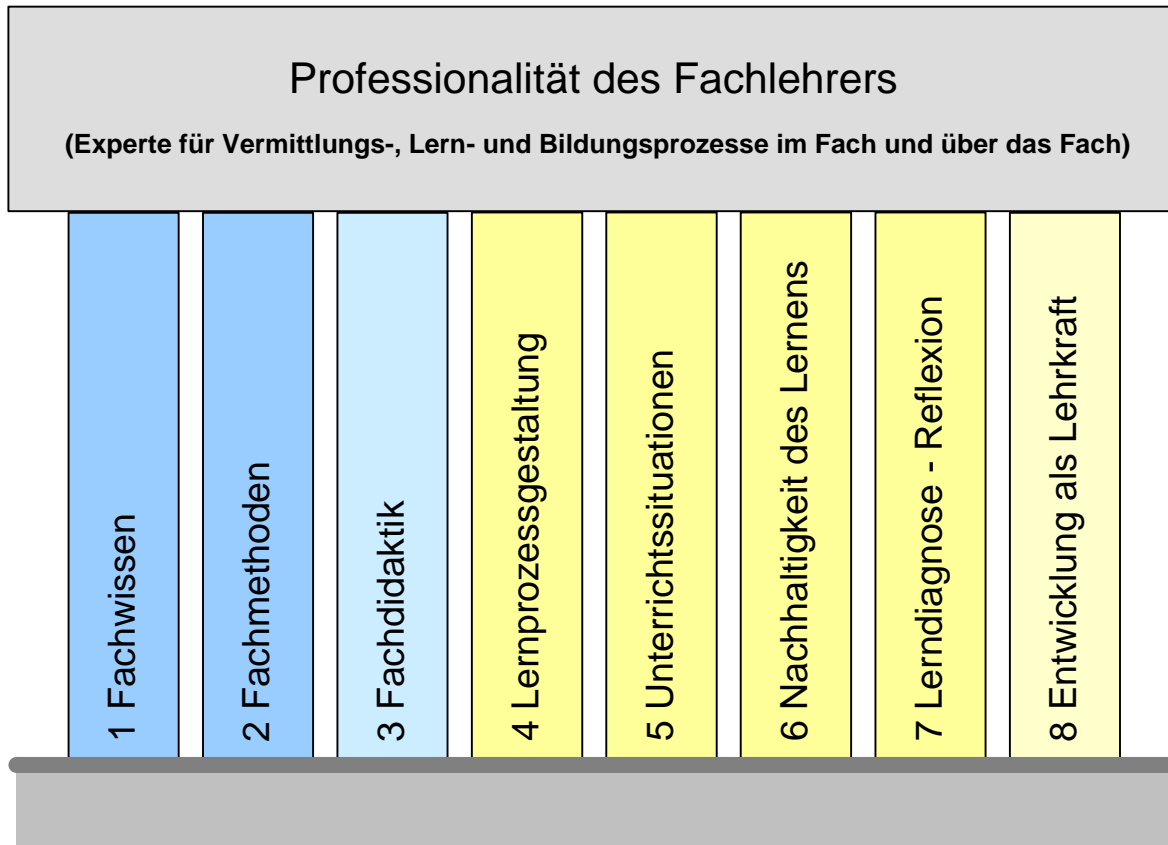 Professionalität des Fachlehrers
(Experte für Vermittlungs-, Lern- und Bildungsprozesse im Fach und über das Fach)
1 Fachwissen
2 Fachmethoden
3 Fachdidaktik
4 Lernprozessgestaltung
5 Unterrichtssituationen
6 Nachhaltigkeit des Lernens
7 Lerndiagnose - Reflexion
8 Entwicklung als Lehrkraft